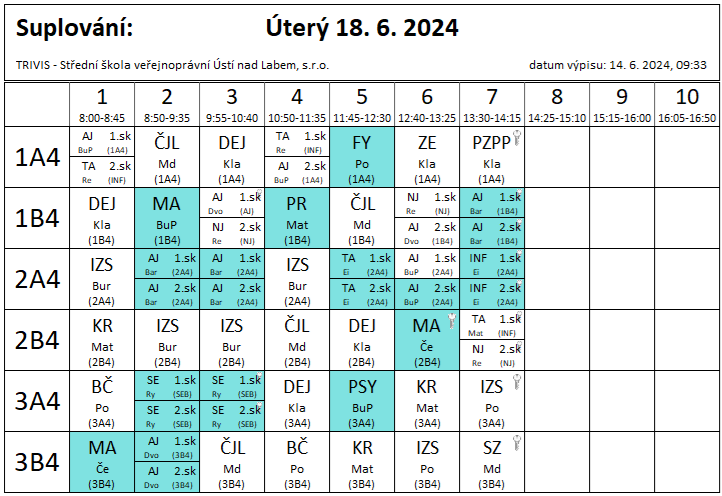 Suplování: Úterý 18. 6. 2024
TRIVIS - Střední škola veřejnoprávní Ústí nad Labem, s.r.o. datum výpisu: 14. 6. 2024, 09:33
1 2 3 4 5 6 7 8 9 10
8:00-8:45 8:50-9:35 9:55-10:40 10:50-11:35 11:45-12:30 12:40-13:25 13:30-14:15 14:25-15:10 15:15-16:00 16:05-16:50
1A4
AJ 1.sk
BuP (1A4)
TA 2.sk
Re (INF)
ČJL
Md
(1A4)
DEJ
Kla
(1A4)
TA 1.sk
Re (INF)
AJ 2.sk
BuP (1A4)
FY
Po
(1A4)
ZE
Kla
(1A4)
PZPP
Kla
(1A4)
1B4
DEJ
Kla
(1B4)
MA
BuP
(1B4)
AJ 1.sk
Dvo (AJ)
NJ 2.sk
Re (NJ)
PR
Mat
(1B4)
ČJL
Md
(1B4)
NJ 1.sk
Re (NJ)
AJ 2.sk
Dvo (1B4)
AJ 1.sk
Bar (1B4)
AJ 2.sk
Bar (1B4)
2A4
IZS
Bur
(2A4)
AJ 1.sk
Bar (2A4)
AJ 2.sk
Bar (2A4)
AJ 1.sk
Bar (2A4)
AJ 2.sk
Bar (2A4)
IZS
Bur
(2A4)
TA 1.sk
Ei (2A4)
TA 2.sk
Ei (2A4)
AJ 1.sk
BuP (2A4)
AJ 2.sk
BuP (2A4)
INF 1.sk
Ei (2A4)
INF 2.sk
Ei (2A4)
2B4
KR
Mat
(2B4)
IZS
Bur
(2B4)
IZS
Bur
(2B4)
ČJL
Md
(2B4)
DEJ
Kla
(2B4)
MA
Če
(2B4)
TA 1.sk
Mat (INF)
NJ 2.sk
Re (NJ)
3A4
BČ
Po
(3A4)
SE 1.sk
Ry (SEB)
SE 2.sk
Ry (SEB)
SE 1.sk
Ry (SEB)
SE 2.sk
Ry (SEB)
DEJ
Kla
(3A4)
PSY
BuP
(3A4)
KR
Mat
(3A4)
IZS
Po
(3A4)
3B4
MA
Če
(3B4)
AJ 1.sk
Dvo (3B4)
AJ 2.sk
Dvo (3B4)
ČJL
Md
(3B4)
BČ
Po
(3B4)
KR
Mat
(3B4)
IZS
Po
(3B4)
SZ
Md
(3B4)